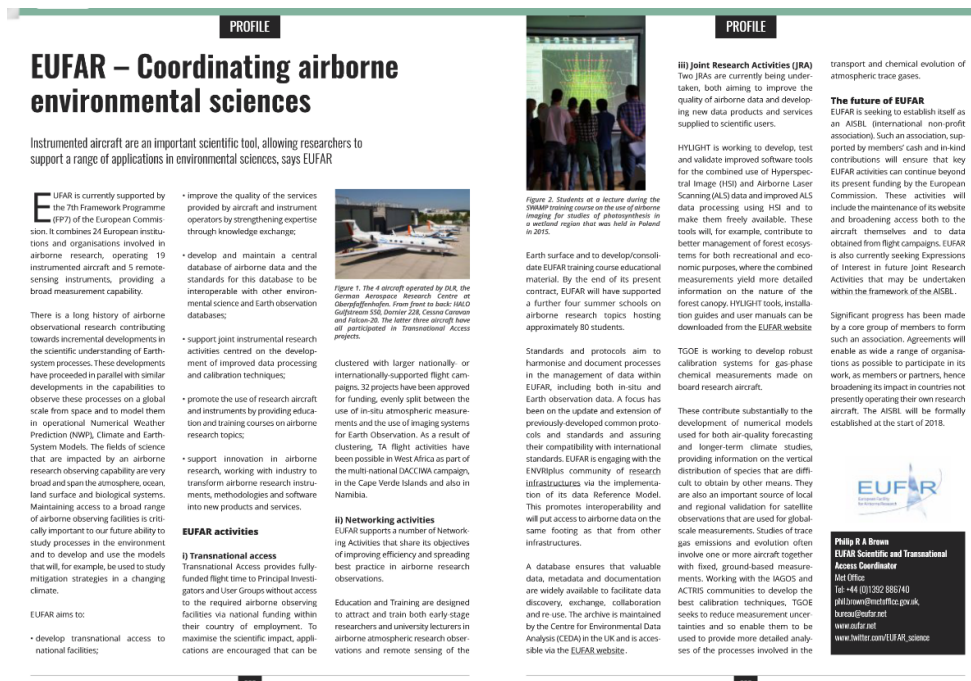 PROFILE
EUFAR – Coordinating airborne
environmental sciences
Instrumented aircraft are an important scientific tool, allowing researchers to
support a range of applications in environmental sciences, says EUFAR
EUFAR is currently supported by
the 7th Framework Programme
(FP7) of the European Commis-
sion. It combines 24 European institu-
tions and organisations involved in
airborne research, operating 19
instrumented aircraft and 5 remote-
sensing instruments, providing a
broad measurement capability.
There is a long history of airborne
observational research contributing
towards incremental developments in
the scientific understanding of Earth-
system processes. These developments
have proceeded in parallel with similar
developments in the capabilities to
observe these processes on a global
scale from space and to model them
in operational Numerical Weather
Prediction (NWP), Climate and Earth-
System Models. The fields of science
that are impacted by an airborne
research observing capability are very
broad and span the atmosphere, ocean,
land surface and biological systems.
Maintaining access to a broad range
of airborne observing facilities is criti-
cally important to our future ability to
study processes in the environment
and to develop and use the models
that will, for example, be used to study
mitigation strategies in a changing
climate.
EUFAR aims to:
• develop transnational access to
national facilities;
• improve the quality of the services
provided by aircraft and instrument
operators by strengthening expertise
through knowledge exchange;
• develop and maintain a central
database of airborne data and the
standards for this database to be
interoperable with other environ-
mental science and Earth observation
databases;
• support joint instrumental research
activities centred on the develop-
ment of improved data processing
and calibration techniques;
• promote the use of research aircraft
and instruments by providing educa-
tion and training courses on airborne
research topics;
• support innovation in airborne
research, working with industry to
transform airborne research instru-
ments, methodologies and software
into new products and services.
EUFAR activities
i) Transnational access
Transnational Access provides fully-
funded flight time to Principal Investi-
gators and User Groups without access
to the required airborne observing
facilities via national funding within
their country of employment. To
maximise the scientific impact, appli-
cations are encouraged that can be
Figure 1. The 4 aircraft operated by DLR, the
German Aerospace Research Centre at
Oberpfaffenhofen. From front to back: HALO
Gulfstream 550, Dornier 228, Cessna Caravan
and Falcon-20. The latter three aircraft have
all participated in Transnational Access
projects.
clustered with larger nationally- or
internationally-supported flight cam-
paigns. 32 projects have been approved
for funding, evenly split between the
use of in-situ atmospheric measure-
ments and the use of imaging systems
for Earth Observation. As a result of
clustering, TA flight activities have
been possible in West Africa as part of
the multi-national DACCIWA campaign,
in the Cape Verde Islands and also in
Namibia.
ii) Networking activities
EUFAR supports a number of Network-
ing Activities that share its objectives
of improving efficiency and spreading
best practice in airborne research
observations.
Education and Training are designed
to attract and train both early-stage
researchers and university lecturers in
airborne atmospheric research obser-
vations and remote sensing of the
PROFILE
Figure 2. Students at a lecture during the
SWAMP training course on the use of airborne
imaging for studies of photosynthesis in
a wetland region that was held in Poland
in 2015.
Earth surface and to develop/consoli-
date EUFAR training course educational
material. By the end of its present
contract, EUFAR will have supported
a further four summer schools on
airborne research topics hosting
approximately 80 students.
Standards and protocols aim to
harmonise and document processes
in the management of data within
EUFAR, including both in-situ and
Earth observation data. A focus has
been on the update and extension of
previously-developed common proto-
cols and standards and assuring
their compatibility with international
standards. EUFAR is engaging with the
ENVRIplus community of research
infrastructures via the implementa-
tion of its data Reference Model.
This promotes interoperability and
will put access to airborne data on the
same footing as that from other
infrastructures.
A database ensures that valuable
data, metadata and documentation
are widely available to facilitate data
discovery, exchange, collaboration
and re-use. The archive is maintained
by the Centre for Environmental Data
Analysis (CEDA) in the UK and is acces-
sible via the EUFAR website.
iii) Joint Research Activities (JRA)
Two JRAs are currently being under-
taken, both aiming to improve the
quality of airborne data and develop-
ing new data products and services
supplied to scientific users.
HYLIGHT is working to develop, test
and validate improved software tools
for the combined use of Hyperspec-
tral Image (HSI) and Airborne Laser
Scanning (ALS) data and improved ALS
data processing using HSI and to
make them freely available. These
tools will, for example, contribute to
better management of forest ecosys-
tems for both recreational and eco-
nomic purposes, where the combined
measurements yield more detailed
information on the nature of the
forest canopy. HYLIGHT tools, installa-
tion guides and user manuals can be
downloaded from the EUFAR website
TGOE is working to develop robust
calibration systems for gas-phase
chemical measurements made on
board research aircraft.
These contribute substantially to the
development of numerical models
used for both air-quality forecasting
and longer-term climate studies,
providing information on the vertical
distribution of species that are diffi-
cult to obtain by other means. They
are also an important source of local
and regional validation for satellite
observations that are used for global-
scale measurements. Studies of trace
gas emissions and evolution often
involve one or more aircraft together
with fixed, ground-based measure-
ments. Working with the IAGOS and
ACTRIS communities to develop the
best calibration techniques, TGOE
seeks to reduce measurement uncer-
tainties and so enable them to be
used to provide more detailed analy-
ses of the processes involved in the
transport and chemical evolution of
atmospheric trace gases.
The future of EUFAR
EUFAR is seeking to establish itself as
an AISBL (international non-profit
association). Such an association, sup-
ported by members' cash and in-kind
contributions will ensure that key
EUFAR activities can continue beyond
its present funding by the European
Commission. These activities will
include the maintenance of its website
and broadening access both to the
aircraft themselves and to data
obtained from flight campaigns. EUFAR
is also currently seeking Expressions
of Interest in future Joint Research
Activities that may be undertaken
within the framework of the AISBL.
Significant progress has been made
by a core group of members to form
such an association. Agreements will
enable as wide a range of organisa-
tions as possible to participate in its
work, as members or partners, hence
broadening its impact in countries not
presently operating their own research
aircraft. The AISBL will be formally
established at the start of 2018.
EUFAR
Philip R A Brown
EUFAR Scientific and Transnational
Access Coordinator
Met Office
Tel: +44 (0)1392 886740
phil.brown@metoffice.gov.uk,
bureau@eufar.net
www.eufar.net
www.twitter.com/EUFAR_science